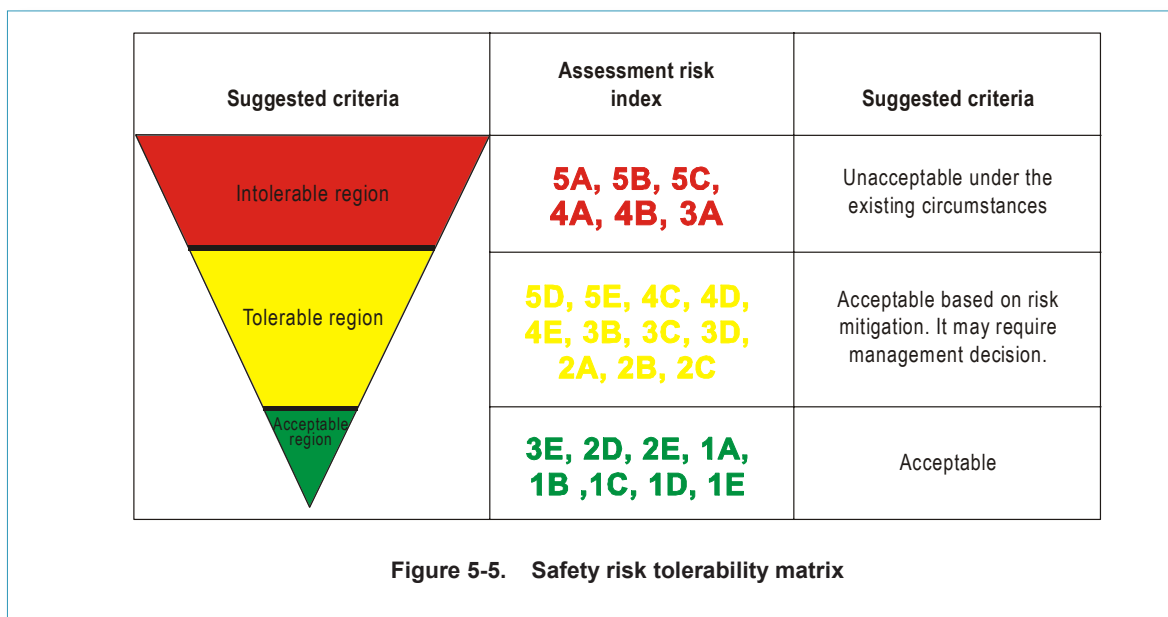 Suggested criteria
Assessment risk
index
Suggested criteria
Intolerable region
5A, 5B, 5C,
4A, 4B, 3A
Unacceptable under the
existing circumstances
Tolerable region
5D, 5E, 4C, 4D,
4E, 3B, 3C, 3D,
2A, 2B, 2C
Acceptable based on risk
mitigation. It may require
management decision.
Acceptable
region
3E, 2D, 2E, 1A,
1B ,1C, 1D, 1E
Acceptable
Figure 5-5. Safety risk tolerability matrix